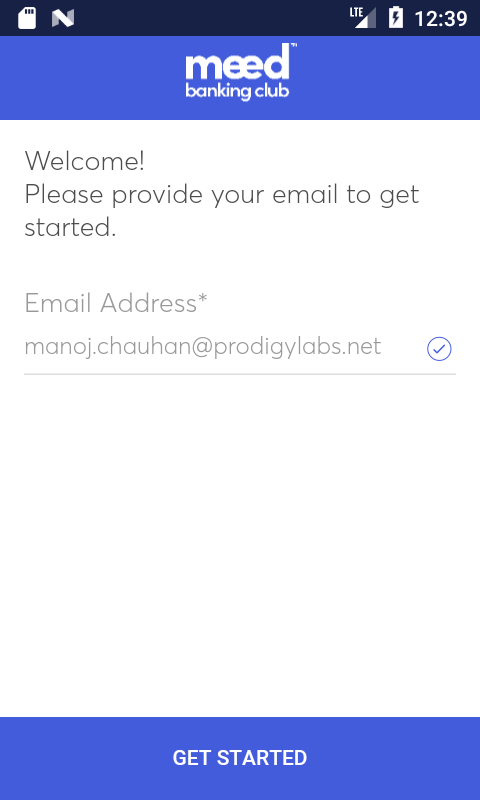 LTE
12:39
meed™
banking club
Welcome!
Please provide your email to get
started.
Email Address*
manoj.chauhan@prodigylabs.net
GET STARTED